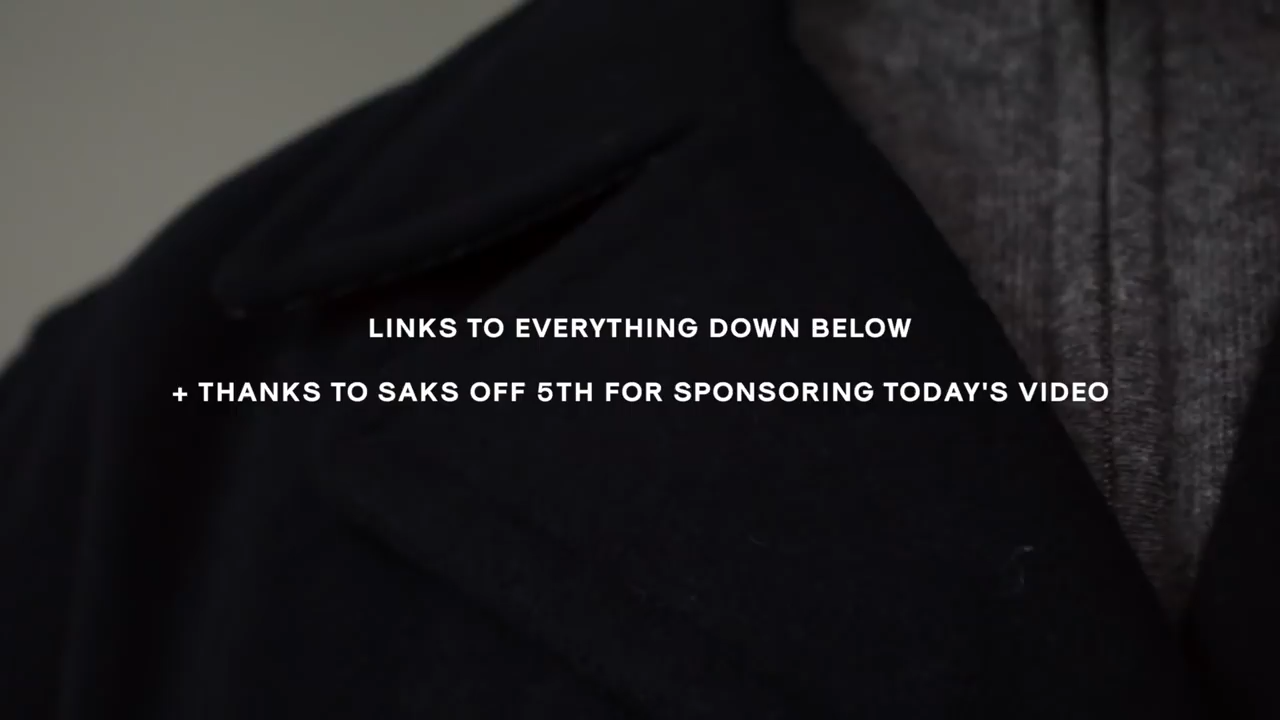 LINKS TO EVERYTHING DOWN BELOW
+ THANKS TO SAKS OFF 5TH FOR SPONSORING TODAY'S VIDEO